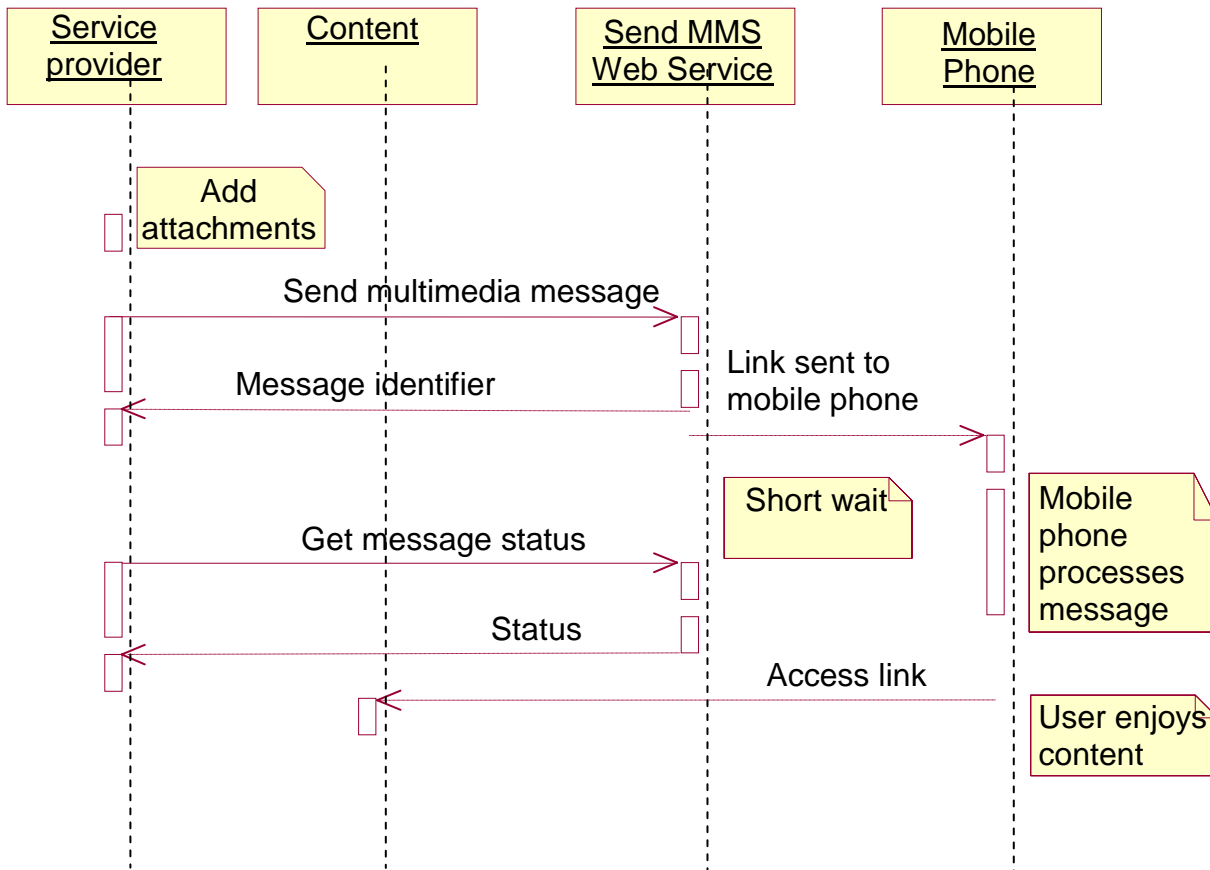 Service
provider
Content
Send MMS
Web Service
Mobile
Phone
Add
attachments
Send multimedia message
Link sent to
mobile phone
Message identifier
Short wait
Mobile
phone
processes
message
Get message status
Status
Access link
User enjoys
content